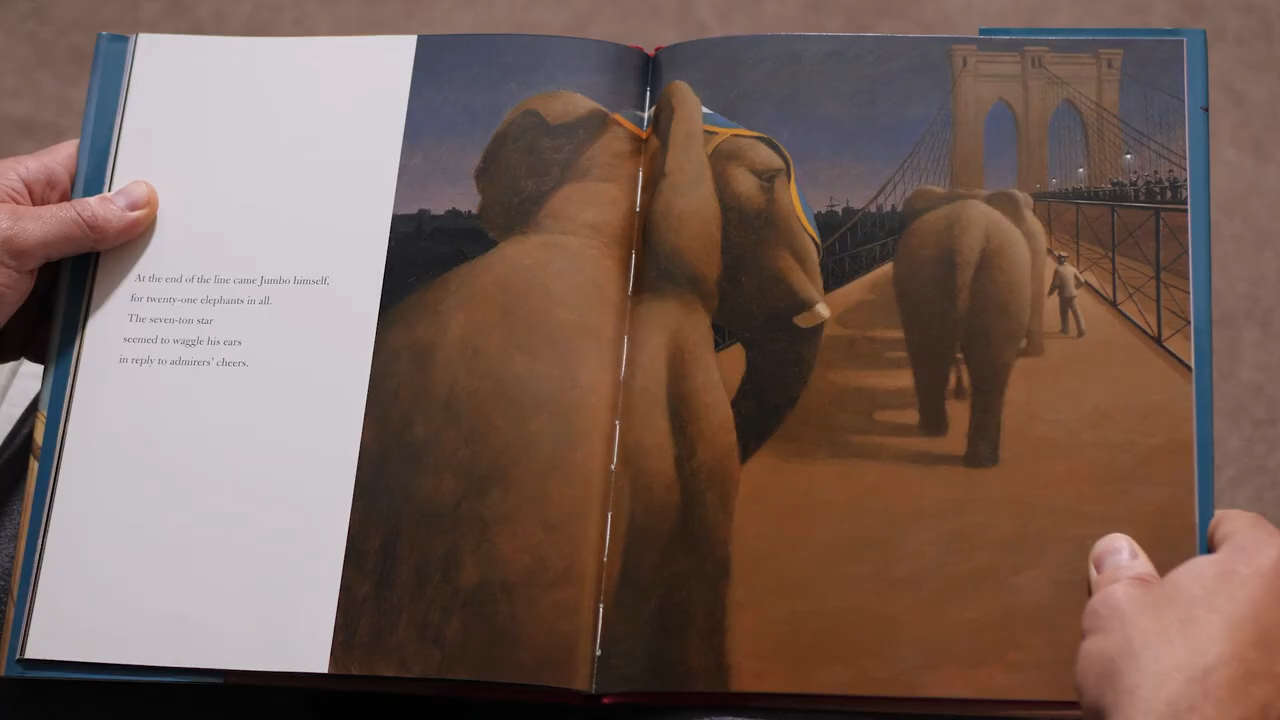 At the end of the line came Jumbo himself,
for twenty-one elephants in all.
The seven-ton star
seemed to waggle his ears
in reply to admirers' cheers.